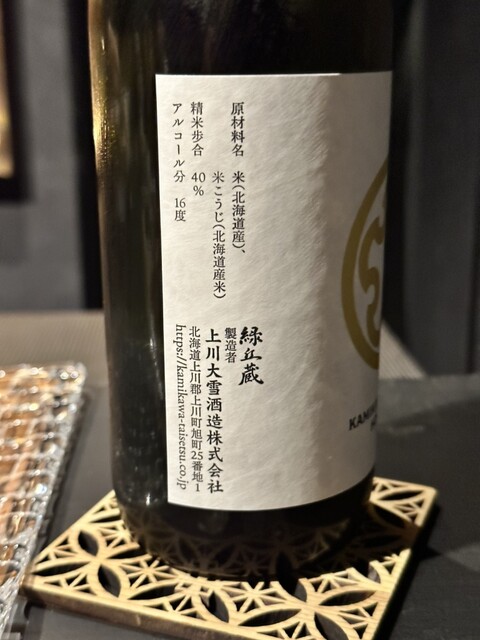 原材料名　米(北海道産)、
米こうじ(北海道産米)
精米歩合　40%
アルコール分　16度
緑丘蔵
製造者
上川大雪酒造株式会社
北海道上川郡上川町旭町25番地1
https://kamikawa-taisetsu.co.jp